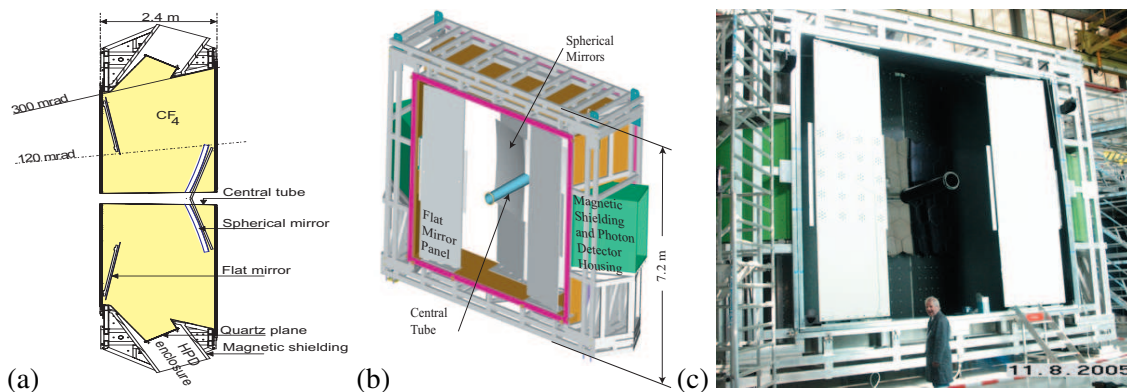 2.4 m
300 mrad
CF4
120 mrad
Central tube
Spherical mirror
Flat mirror
Quartz plane
Magnetic shielding
HPD
enclosure
(a)
Spherical
Mirrors
Flat
Mirror
Panel
Magnetic
Shielding
and Photon
Detector
Housing
7.2 m
Central
Tube
(b)
11.8.2005
(c)